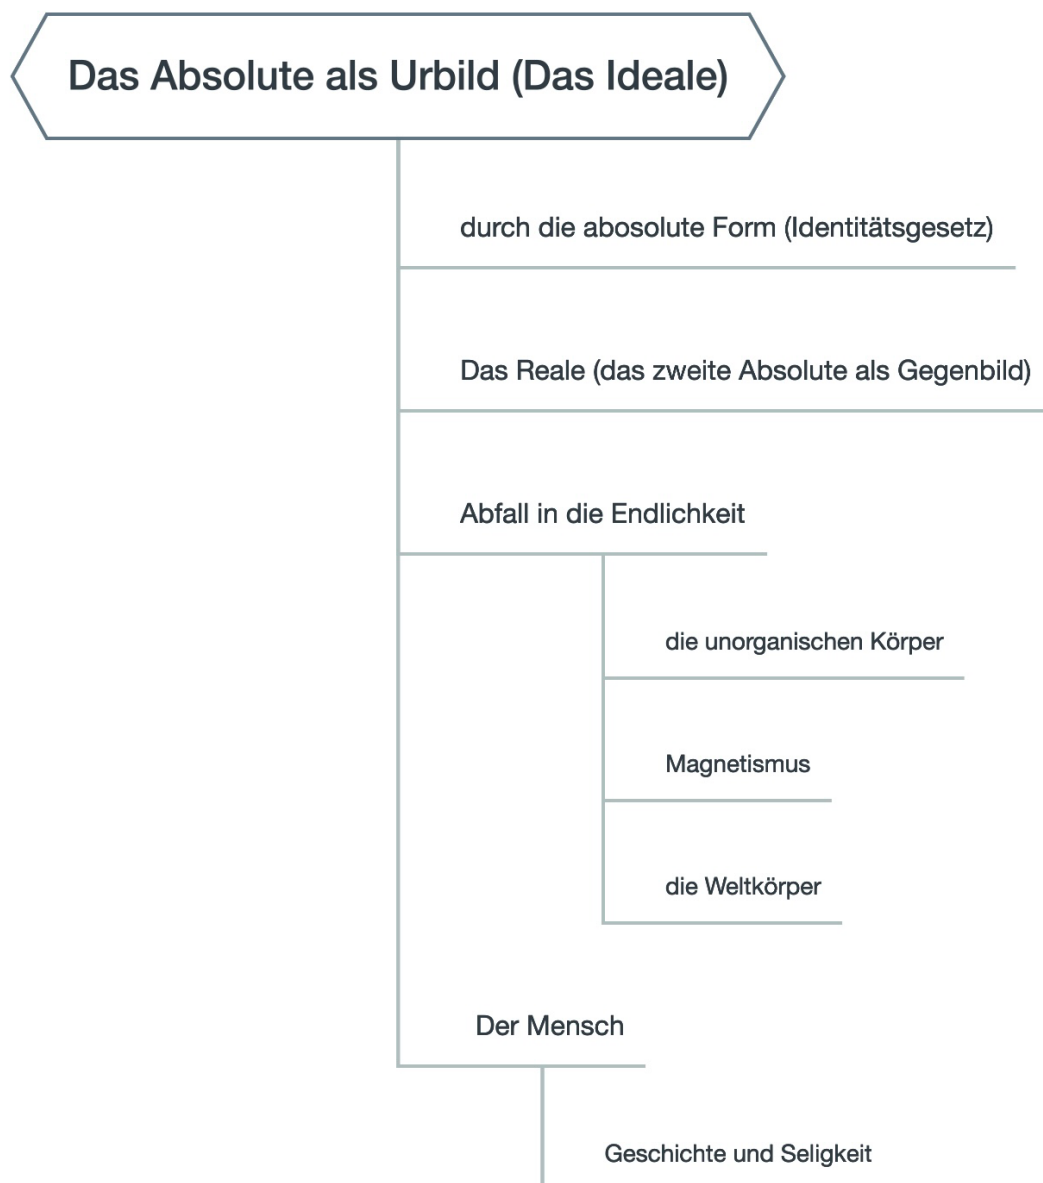 Das Absolute als Urbild (Das Ideale)
durch die abosolute Form (Identitätsgesetz)
Das Reale (das zweite Absolute als Gegenbild)
Abfall in die Endlichkeit
die unorganischen Körper
Magnetismus
die Weltkörper
Der Mensch
Geschichte und Seligkeit